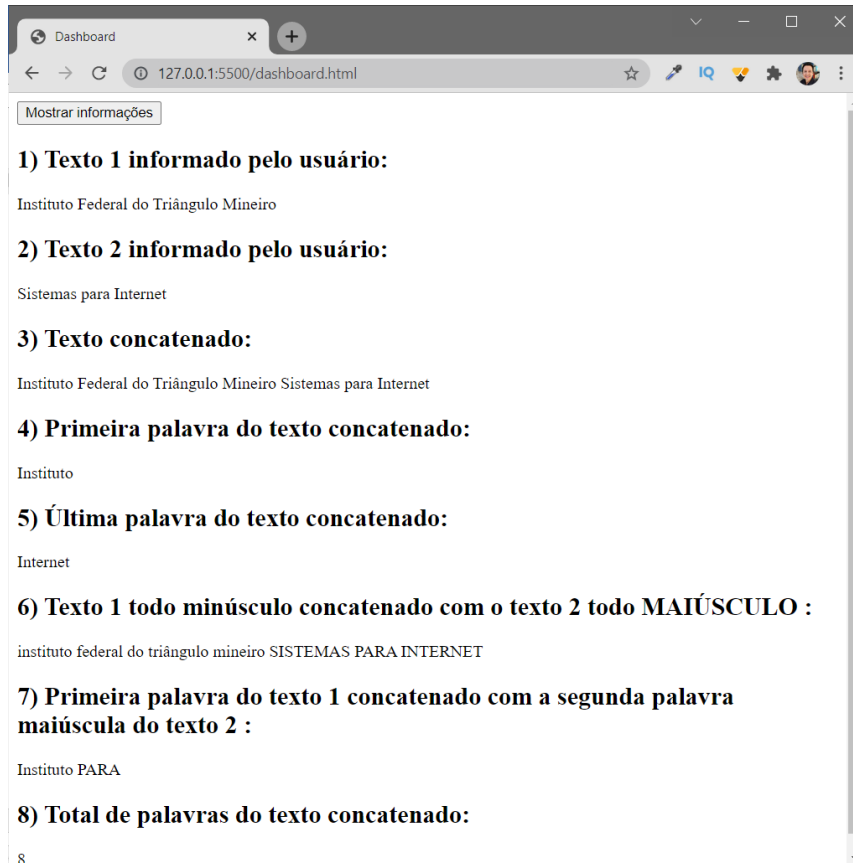 Dashboard
127.0.0.1:5500/dashboard.html
IQ
Mostrar informações
1) Texto 1 informado pelo usuário:
Instituto Federal do Triângulo Mineiro
2) Texto 2 informado pelo usuário:
Sistemas para Internet
3) Texto concatenado:
Instituto Federal do Triângulo Mineiro Sistemas para Internet
4) Primeira palavra do texto concatenado:
Instituto
5) Última palavra do texto concatenado:
Internet
6) Texto 1 todo minúsculo concatenado com o texto 2 todo MAIÚSCULO :
instituto federal do triângulo mineiro SISTEMAS PARA INTERNET
7) Primeira palavra do texto 1 concatenado com a segunda palavra
maiúscula do texto 2 :
Instituto PARA
8) Total de palavras do texto concatenado:
8